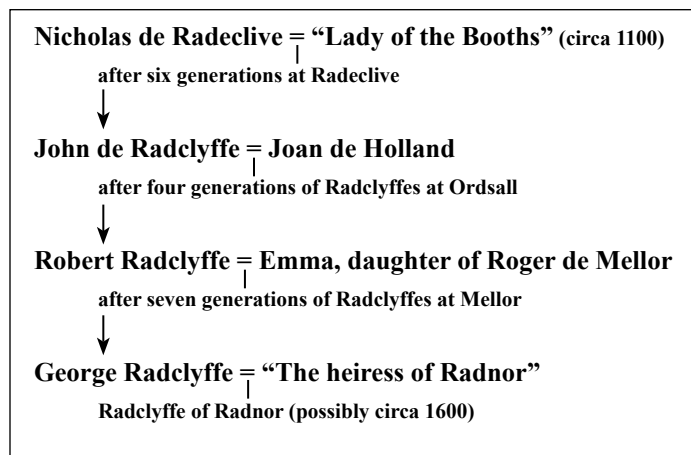 Nicholas de Radeclive = “Lady of the Booths” (circa 1100)
after six generations at Radeclive
John de Radclyffe = Joan de Holland
after four generations of Radclyffes at Ordsall
Robert Radclyffe = Emma, daughter of Roger de Mellor
after seven generations of Radclyffes at Mellor
George Radclyffe = “The heiress of Radnor”
Radclyffe of Radnor (possibly circa 1600)